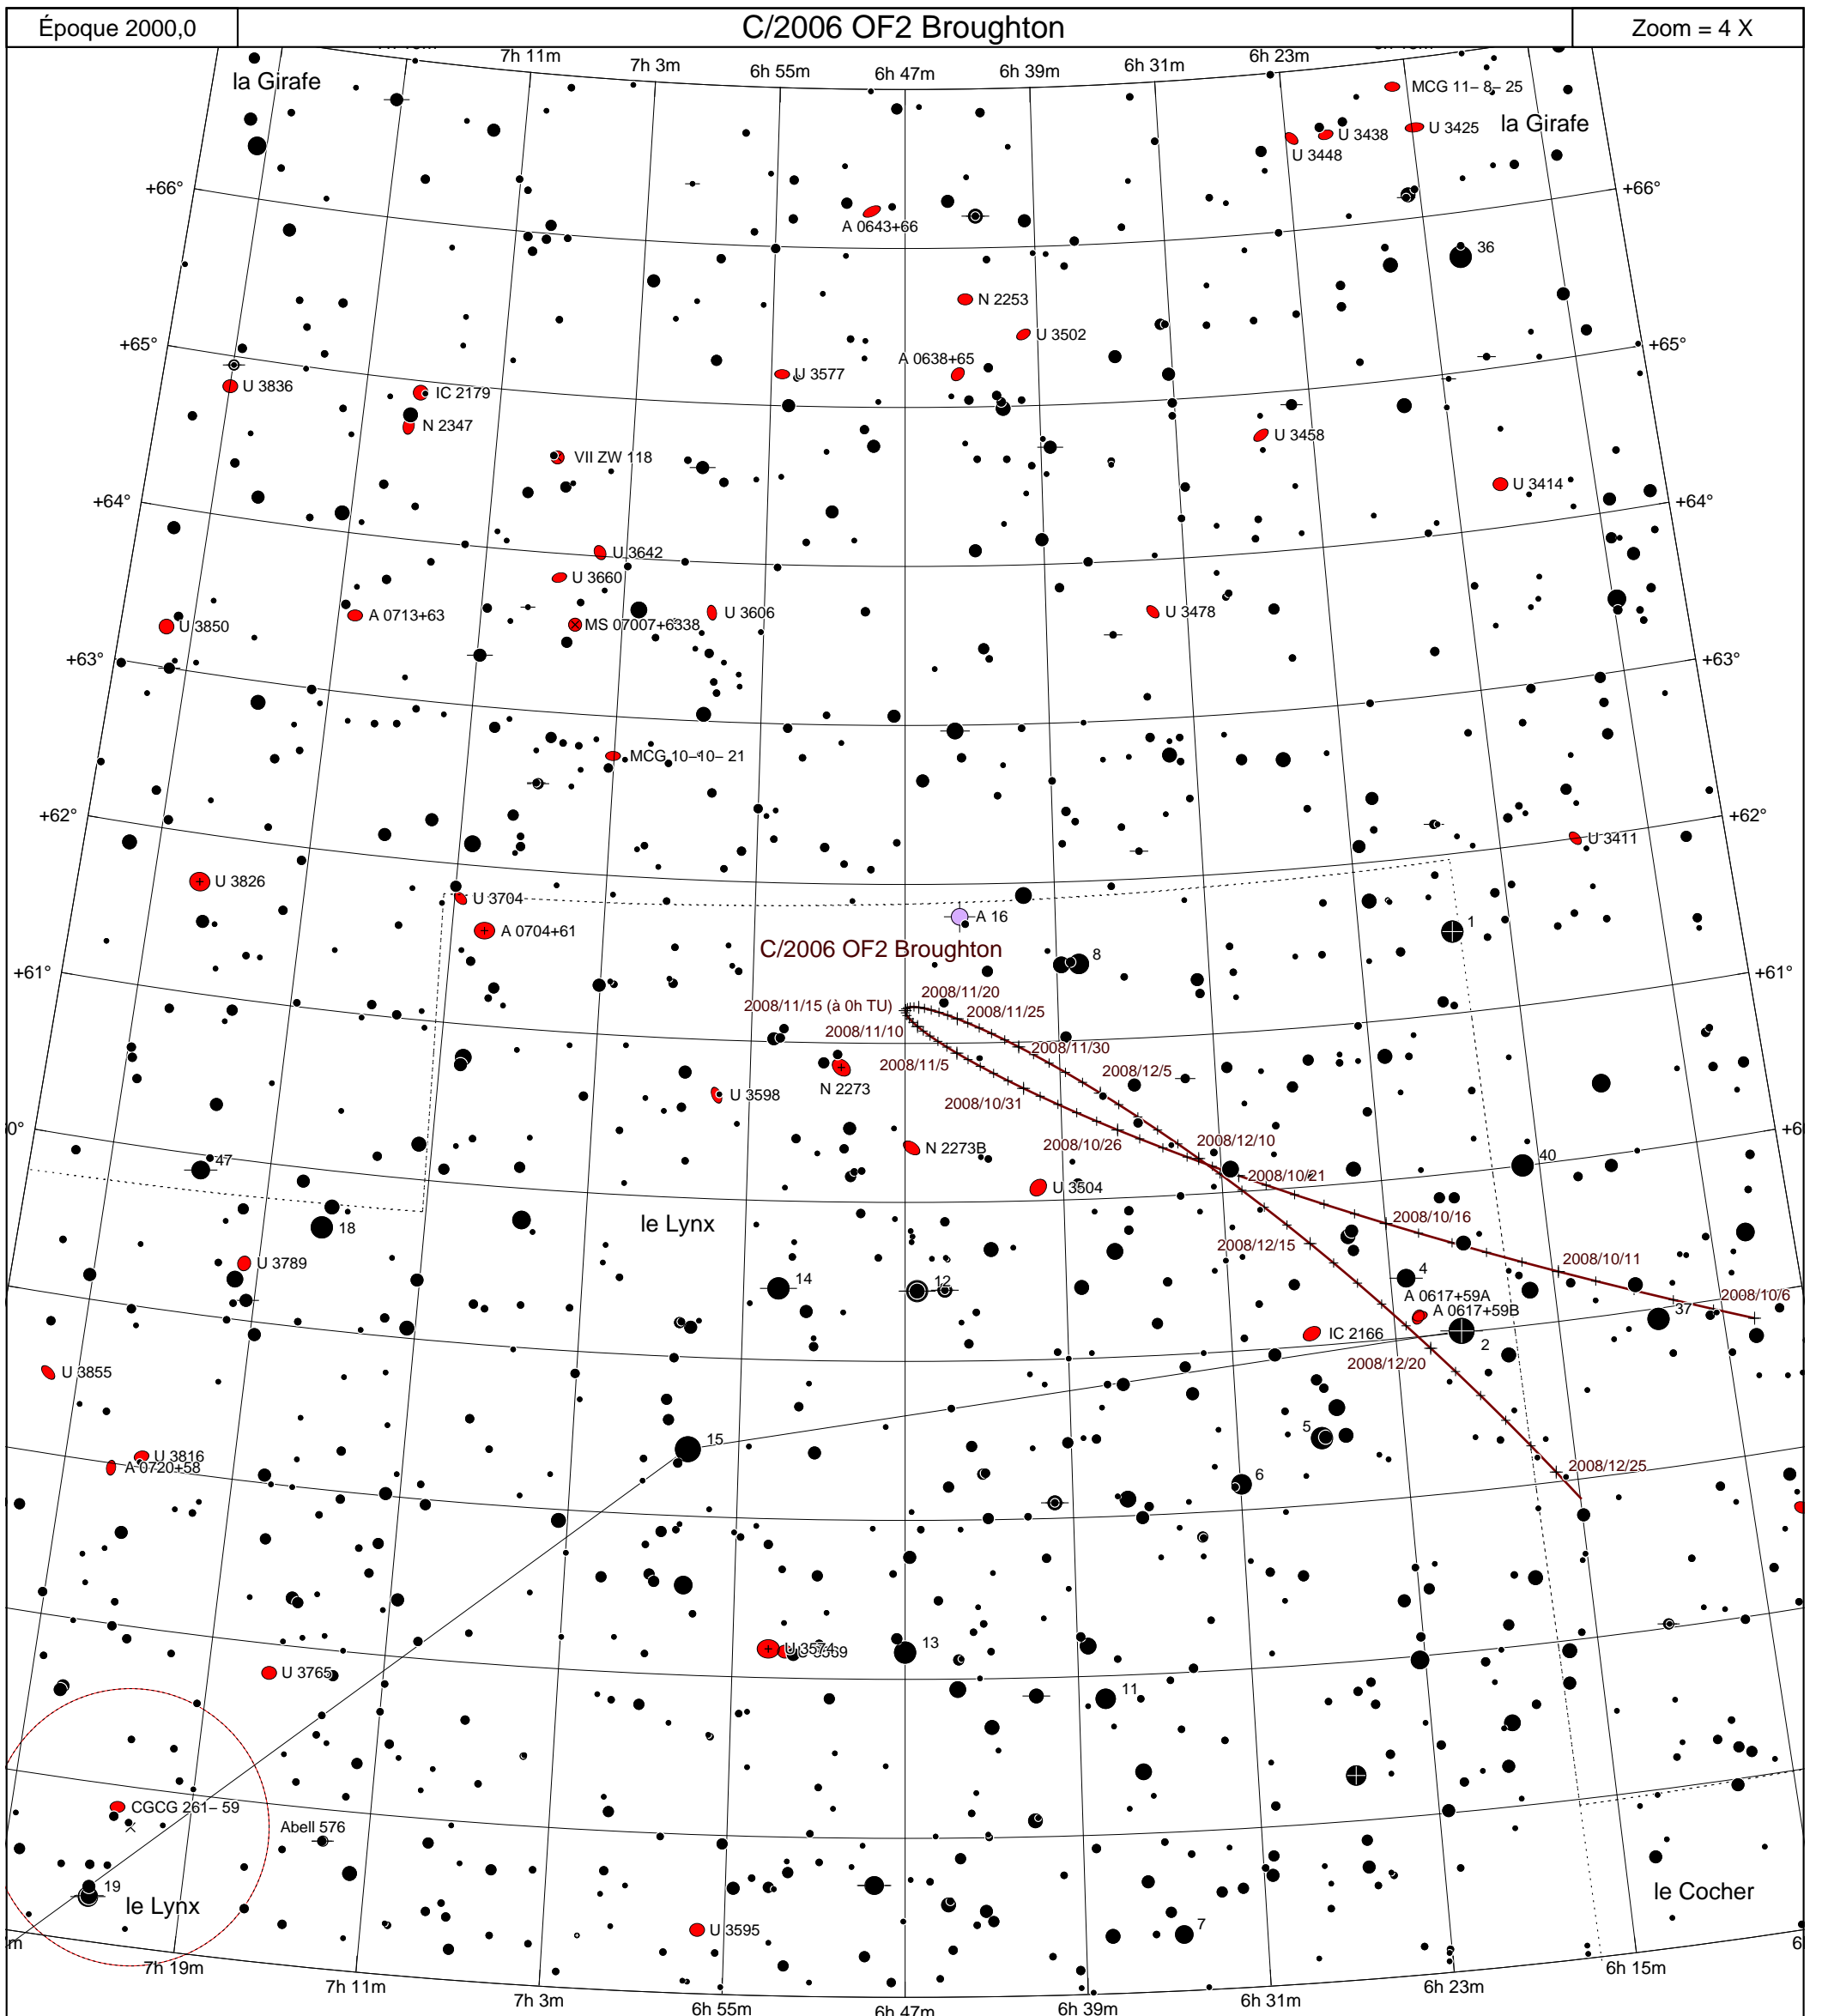 Époque 2000,0
C/2006 OF2 Broughton
Zoom = 4 X
7h 11m
7h 3m
6h 55m
6h 47m
6h 39m
6h 31m
6h 23m
la Girafe
MCG 11– 8– 25
U 3438
U 3425
la Girafe
U 3448
+66°
+66°
A 0643+66
36
N 2253
U 3502
+65°
+65°
A 0638+65
U 3577
U 3836
IC 2179
N 2347
U 3458
VII ZW 118
U 3414
+64°
+64°
U 3642
U 3660
A 0713+63
U 3606
U 3478
MS 07007+6338
U 3850
+63°
+63°
MCG 10–10– 21
+62°
+62°
U 3411
U 3826
U 3704
A 16
1
A 0704+61
C/2006 OF2 Broughton
8
+61°
+61°
2008/11/20
2008/11/15 (à 0h TU)
2008/11/25
2008/11/10
2008/11/30
2008/11/5
2008/12/5
N 2273
U 3598
2008/10/31
0°
+6
2008/10/26
2008/12/10
N 2273B
40
47
2008/10/21
U 3504
2008/10/16
le Lynx
18
2008/12/15
2008/10/11
U 3789
14
12
4
A 0617+59A
2008/10/6
A 0617+59B
37
IC 2166
2
2008/12/20
U 3855
5
15
U 3816
A 0720+58
2008/12/25
6
13
U 3574
U 3569
U 3765
11
CGCG 261– 59
Abell 576
19
le Lynx
le Cocher
7
U 3595
m
6
7h 19m
7h 11m
7h 3m
6h 55m
6h 47m
6h 39m
6h 31m
6h 23m
6h 15m